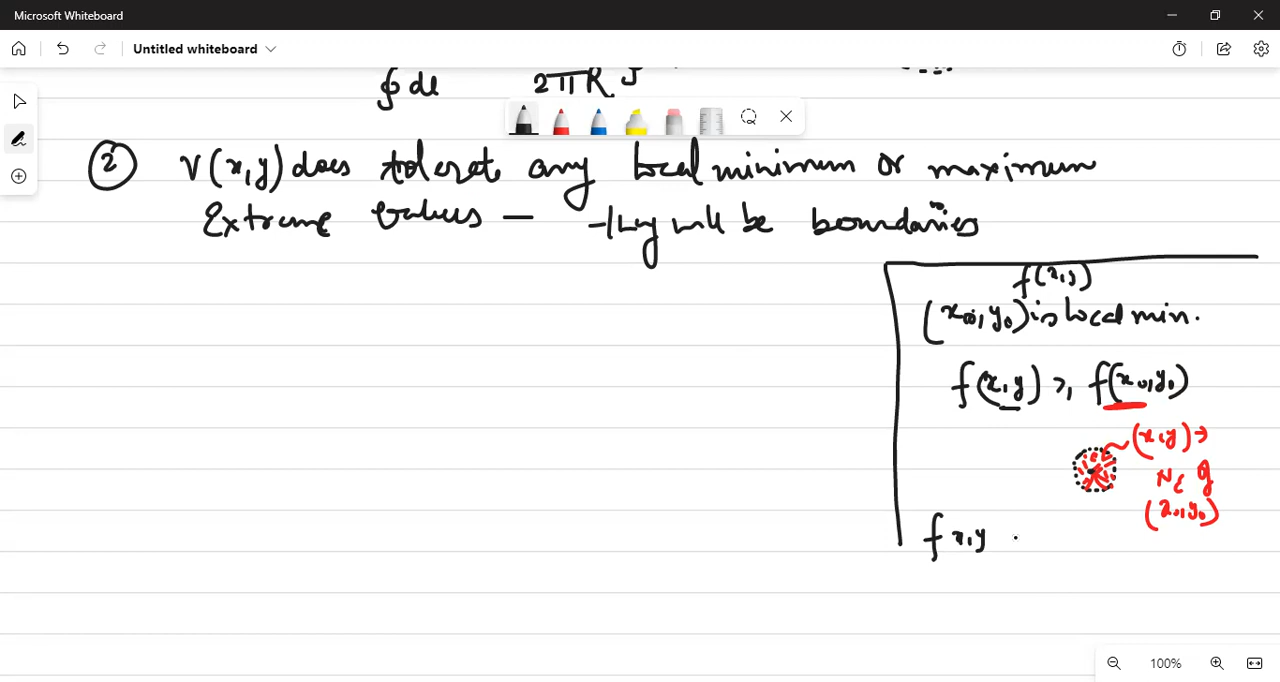 Microsoft Whiteboard
Untitled whiteboard
∮ dl 2πR
② V(x,y) does tolerate any local minimum or maximum
Extreme values — they will be boundaries
f(x,y)
(x0,y0) is local min.
f(x,y) ≥ f(x0,y0)
(x,y) →
Nε of
(x0,y0)
f x,y
100%